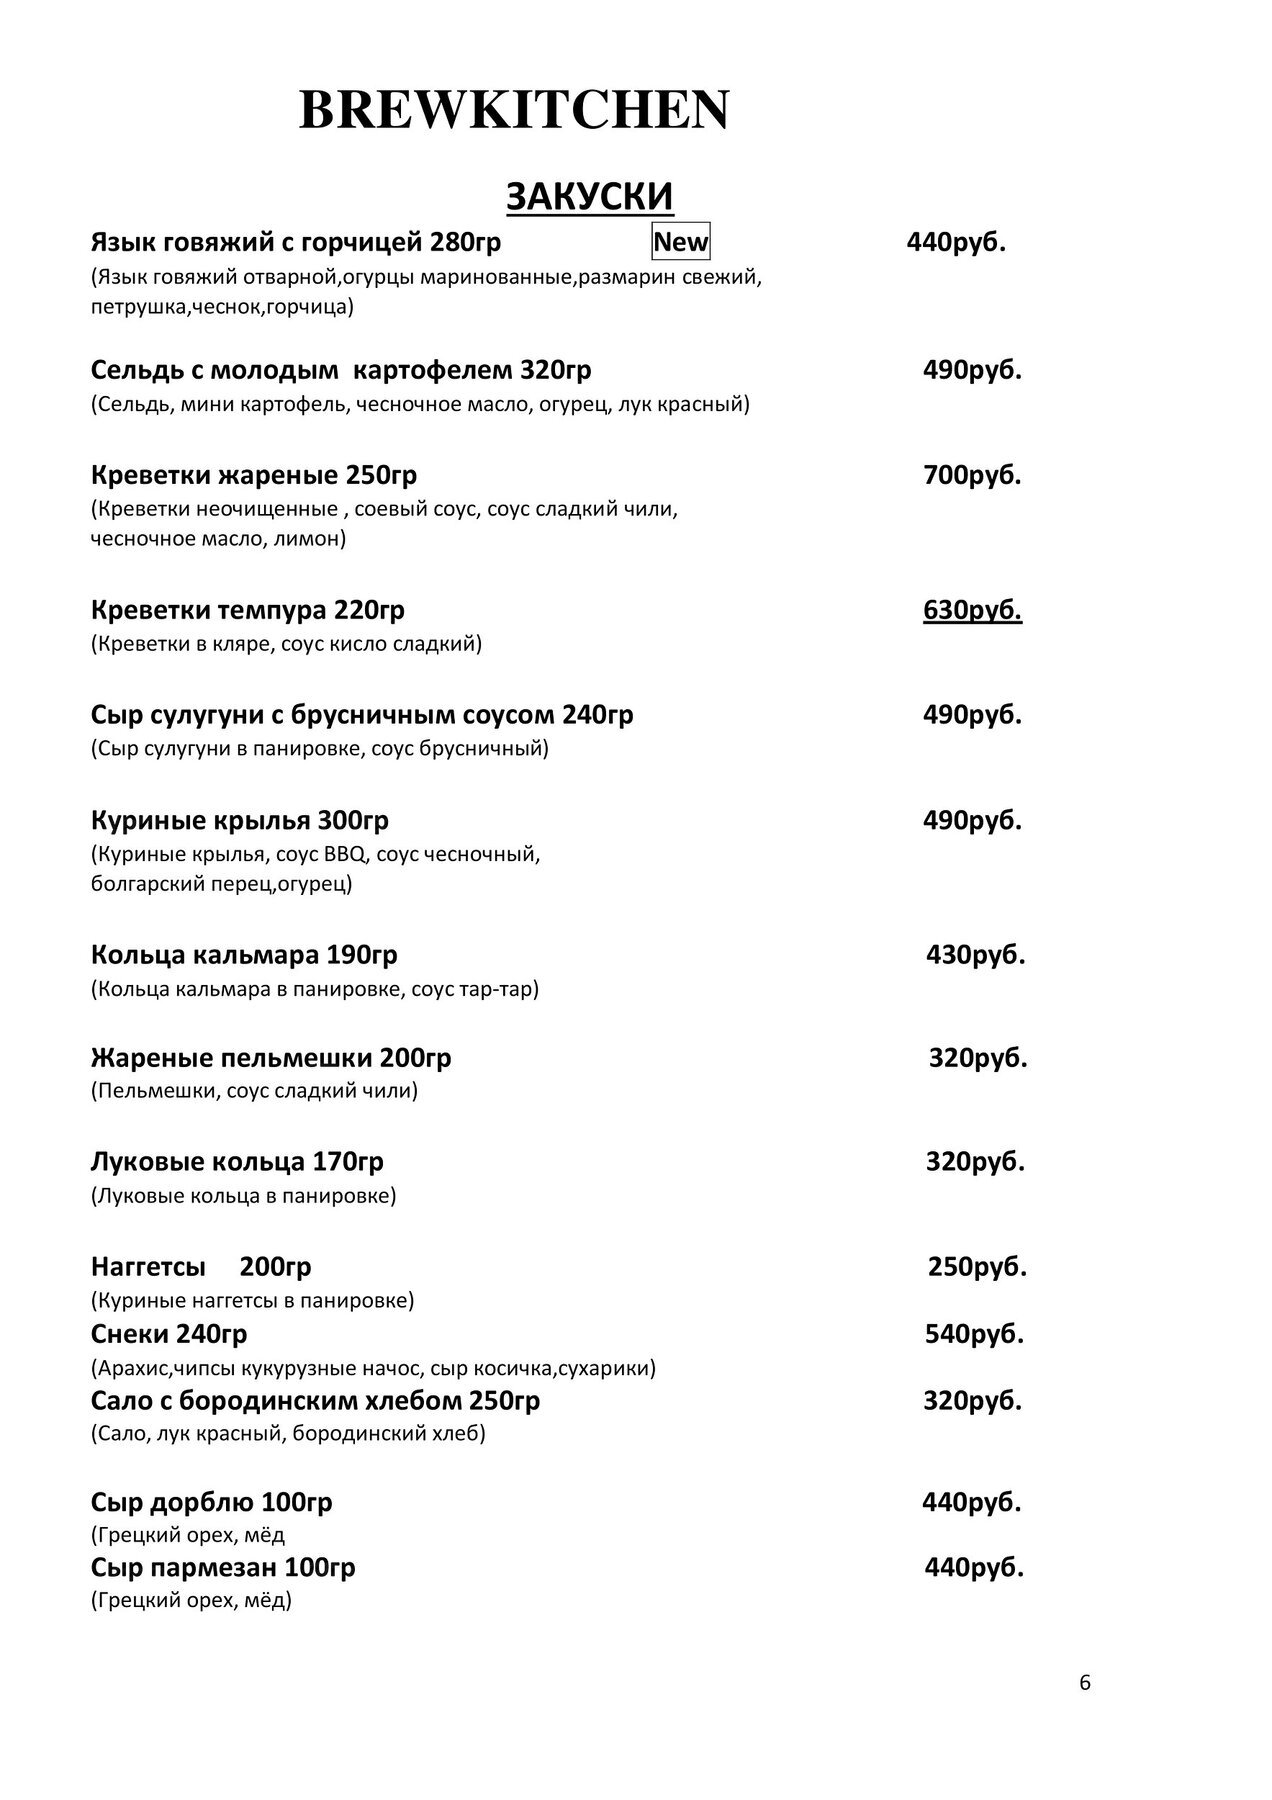 BREWKITCHEN
ЗАКУСКИ
Язык говяжий с горчицей 280гр New 440руб.
(Язык говяжий отварной,огурцы маринованные,размарин свежий,
петрушка,чеснок,горчица)
Сельдь с молодым картофелем 320гр 490руб.
(Сельдь, мини картофель, чесночное масло, огурец, лук красный)
Креветки жареные 250гр 700руб.
(Креветки неочищенные , соевый соус, соус сладкий чили,
чесночное масло, лимон)
Креветки темпура 220гр 630руб.
(Креветки в кляре, соус кисло сладкий)
Сыр сулугуни с брусничным соусом 240гр 490руб.
(Сыр сулугуни в панировке, соус брусничный)
Куриные крылья 300гр 490руб.
(Куриные крылья, соус BBQ, соус чесночный,
болгарский перец,огурец)
Кольца кальмара 190гр 430руб.
(Кольца кальмара в панировке, соус тар-тар)
Жареные пельмешки 200гр 320руб.
(Пельмешки, соус сладкий чили)
Луковые кольца 170гр 320руб.
(Луковые кольца в панировке)
Наггетсы 200гр 250руб.
(Куриные наггетсы в панировке)
Снеки 240гр 540руб.
(Арахис,чипсы кукурузные начос, сыр косичка,сухарики)
Сало с бородинским хлебом 250гр 320руб.
(Сало, лук красный, бородинский хлеб)
Сыр дорблю 100гр 440руб.
(Грецкий орех, мёд
Сыр пармезан 100гр 440руб.
(Грецкий орех, мёд)
6